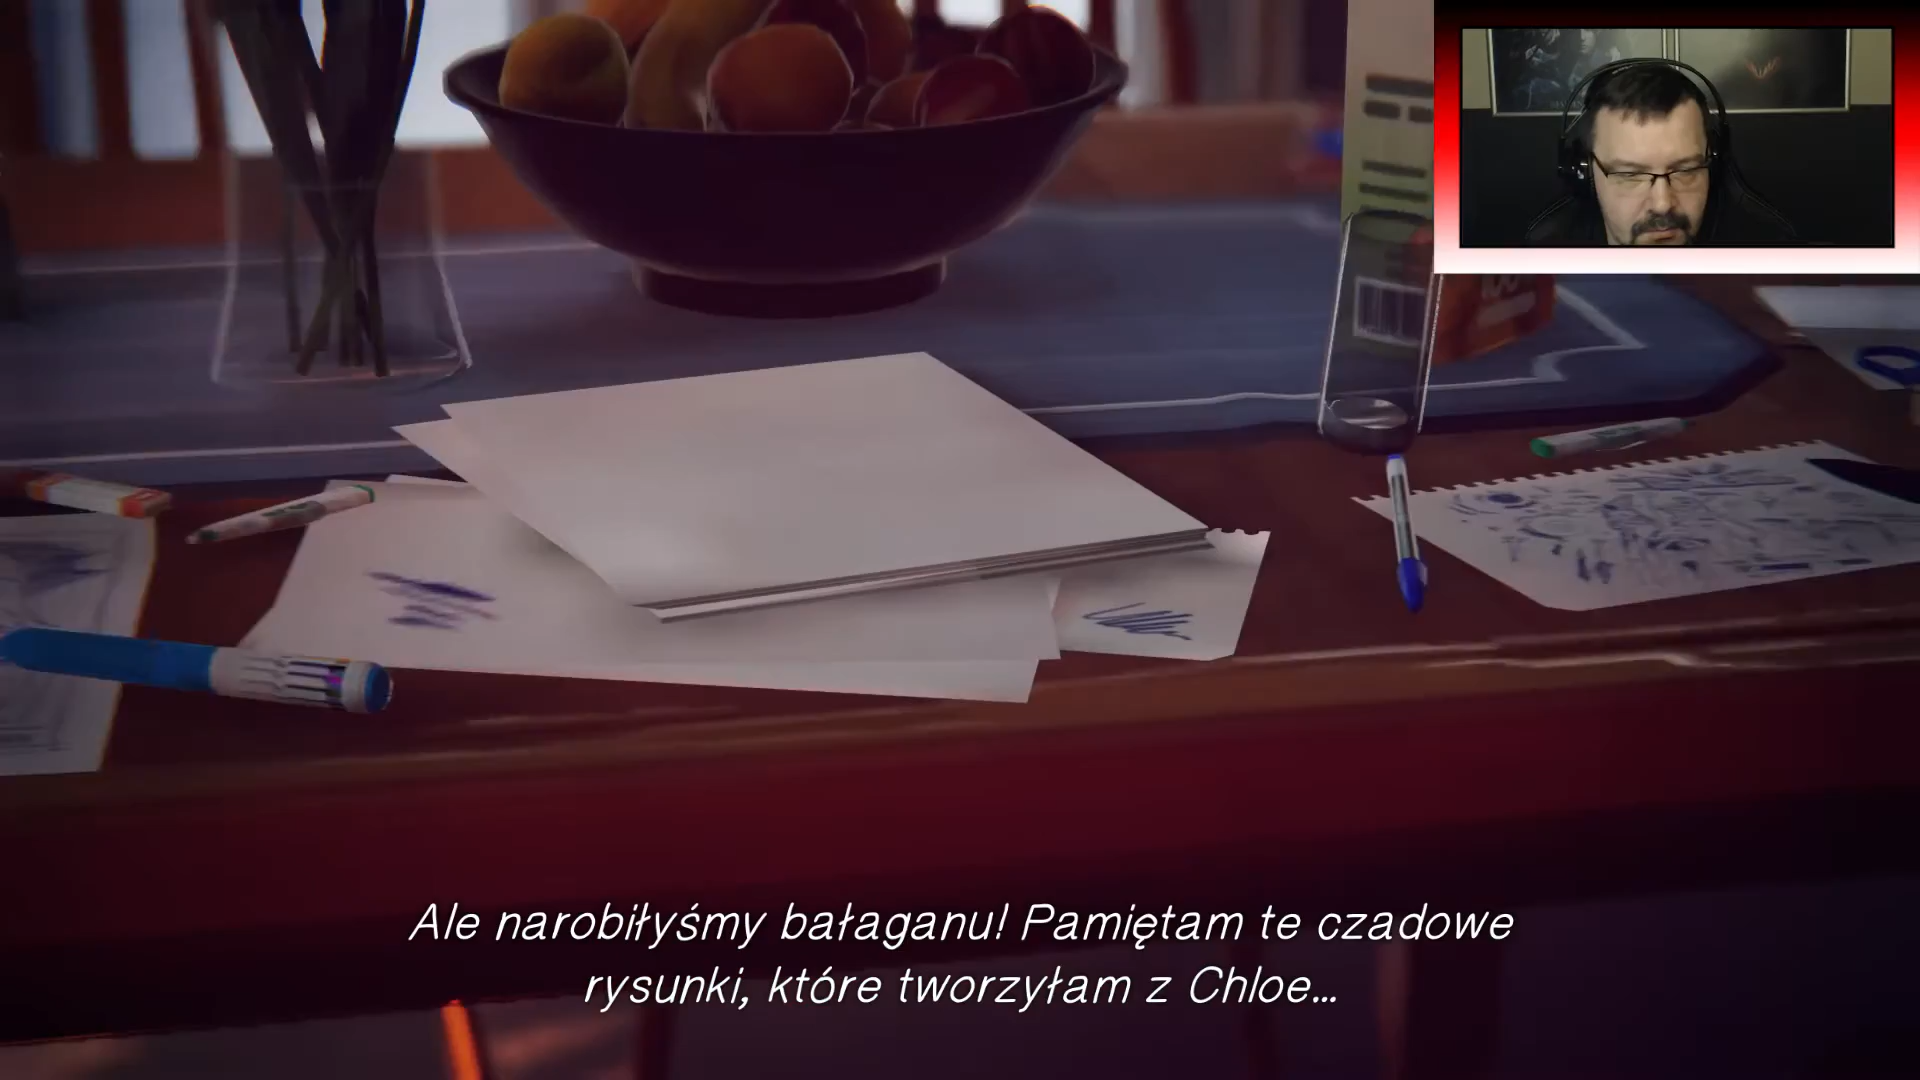 Ale narobiłyśmy bałaganu! Pamiętam te czadowe
rysunki, które tworzyłam z Chloe...